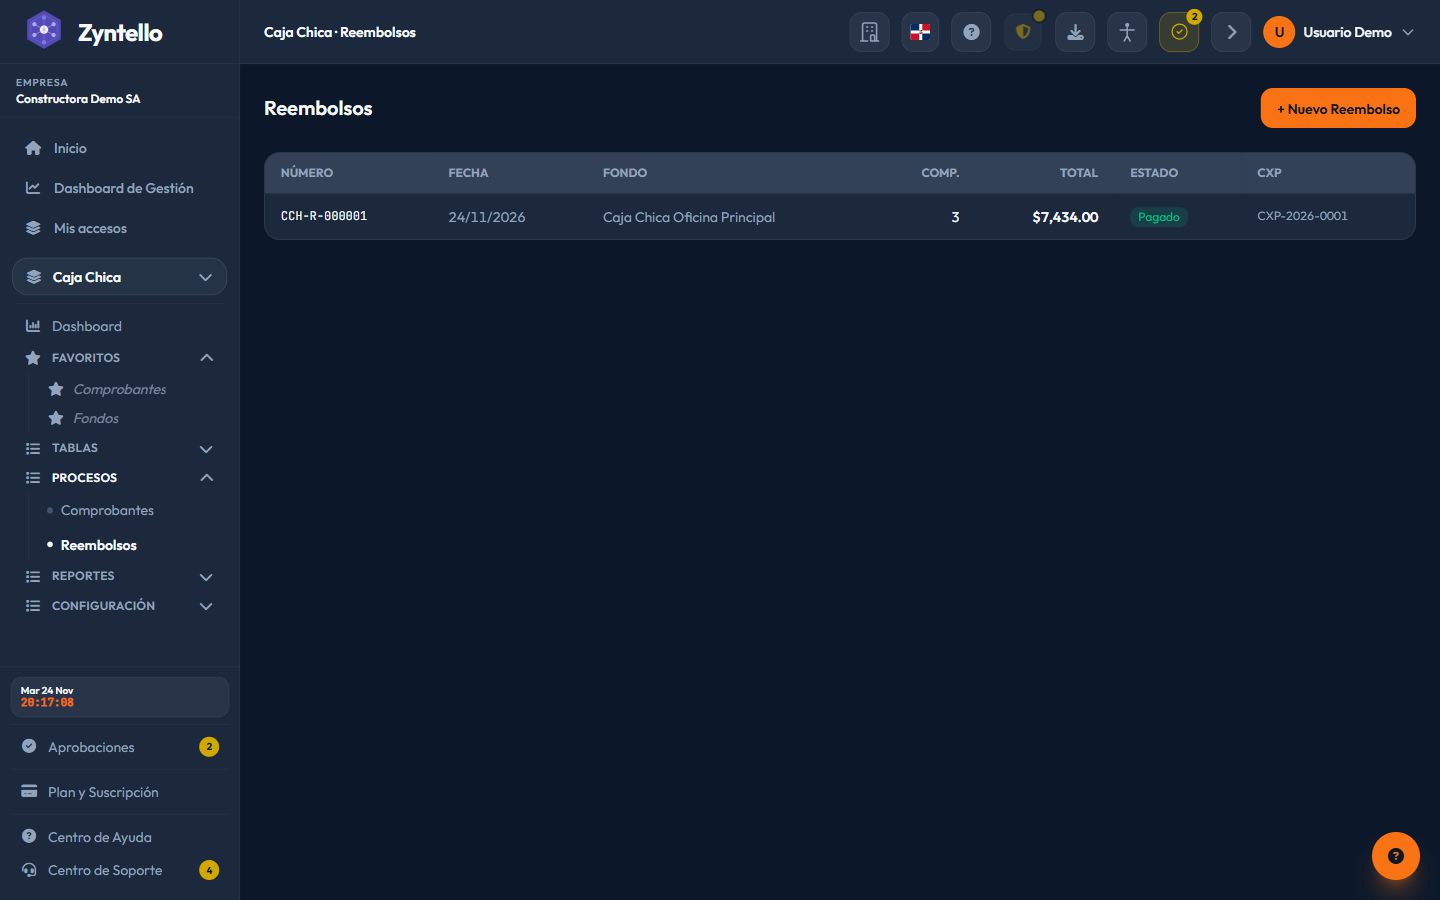 Zyntello
Caja Chica · Reembolsos
2
U
Usuario Demo
EMPRESA
Constructora Demo SA
Inicio
Dashboard de Gestión
Mis accesos
Caja Chica
Dashboard
FAVORITOS
Comprobantes
Fondos
TABLAS
PROCESOS
Comprobantes
Reembolsos
REPORTES
CONFIGURACIÓN
Mar 24 Nov
20:17:08
Aprobaciones 2
Plan y Suscripción
Centro de Ayuda
Centro de Soporte 4
Reembolsos
+ Nuevo Reembolso
NÚMERO FECHA FONDO COMP. TOTAL ESTADO CXP
CCH-R-000001 24/11/2026 Caja Chica Oficina Principal 3 $7,434.00 Pagado CXP-2026-0001